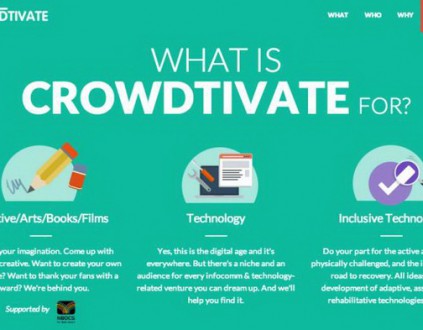 DTIVATE
WHAT WHO WHY
WHAT IS
CROWDTIVATE FOR?
tive/Arts/Books/Films
Technology
Inclusive Techno
your imagination. Come up with
creative. Want to create your own
e? Want to thank your fans with a
ward? We're behind you.
Yes, this is the digital age and it's
everywhere. But there's a niche and an
audience for every infocomm & technology-
related venture you can dream up. And we'll
help you find it.
Do your part for the active a
physically challenged, and the i
road to recovery. All idea
development of adaptive, ass
rehabilitative technologies
Supported by